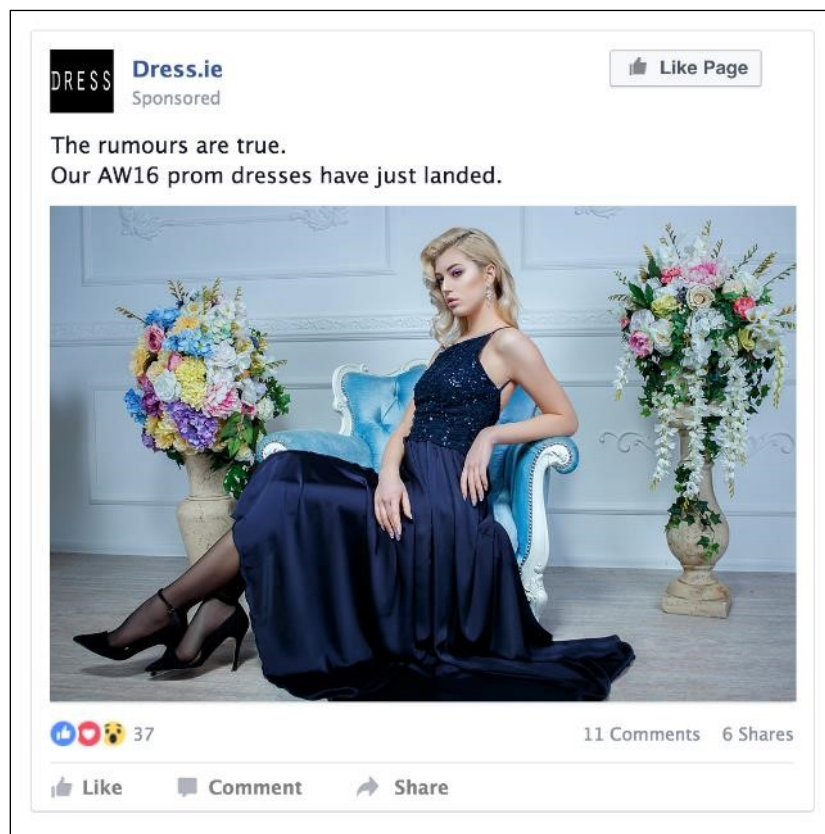 DRESS
Dress.ie
Sponsored
Like Page
The rumours are true.
Our AW16 prom dresses have just landed.
37
11 Comments 6 Shares
Like Comment Share